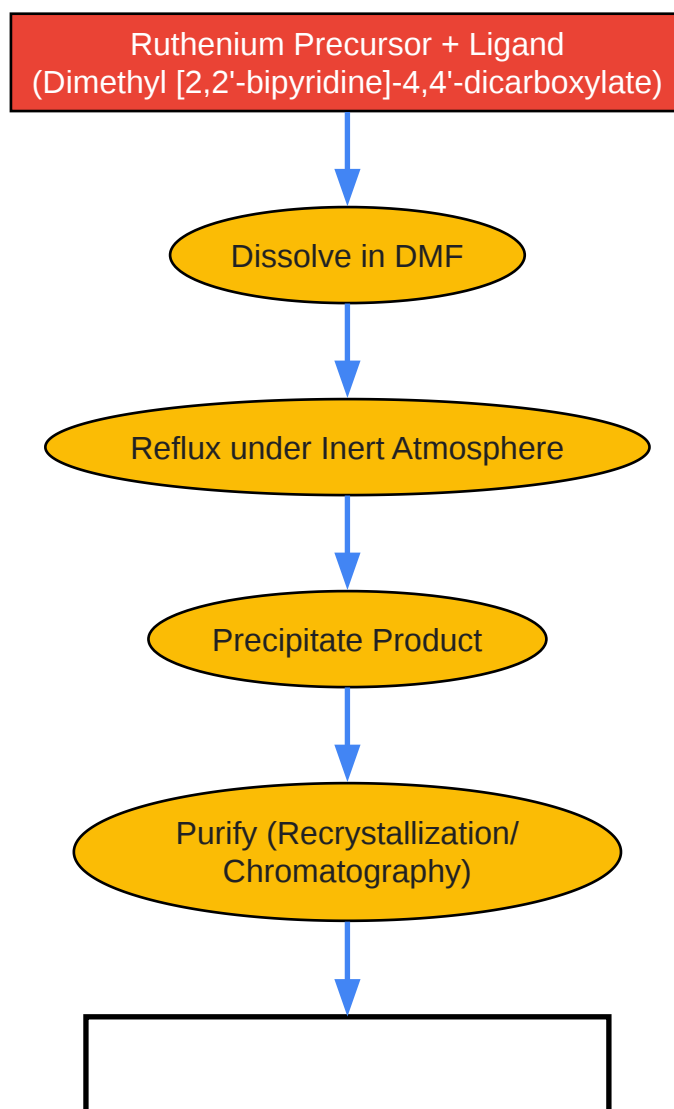 Ruthenium Precursor + Ligand
(Dimethyl [2,2'-bipyridine]-4,4'-dicarboxylate)
Dissolve in DMF
Reflux under Inert Atmosphere
Precipitate Product
Purify (Recrystallization/
Chromatography)